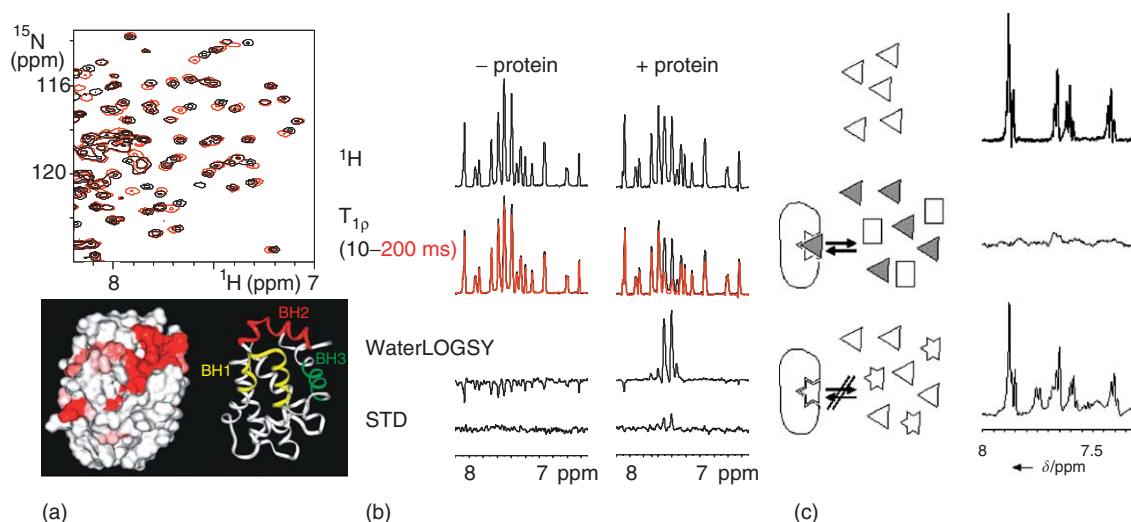 15N
(ppm)
116
120
8
1H (ppm) 7
BH2
BH1
BH3
(a)
– protein
+ protein
1H
T1ρ
(10–200 ms)
WaterLOGSY
STD
8 7 ppm
8 7 ppm
(b)
8 7.5
← δ/ppm
(c)